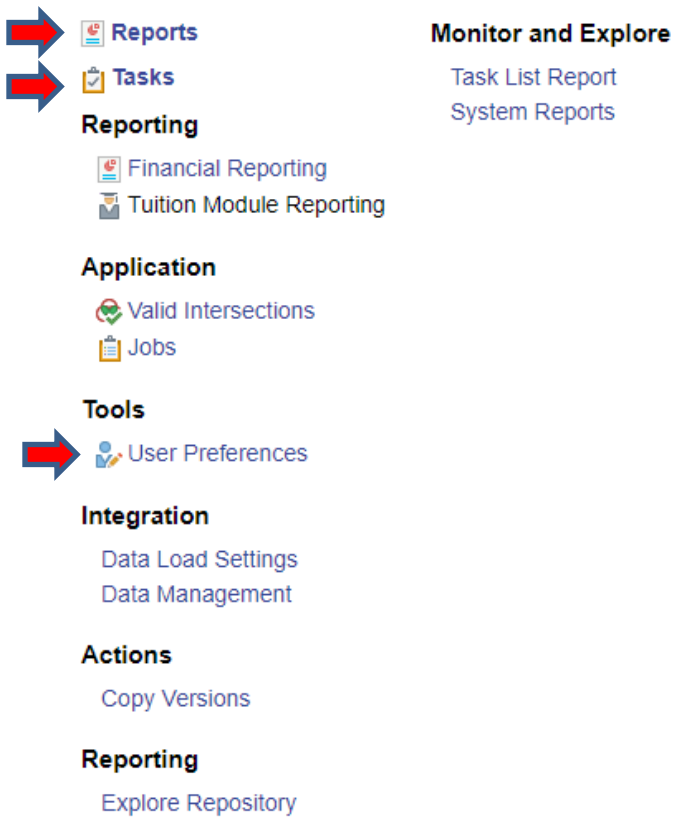 Reports
Tasks
Reporting
Financial Reporting
Tuition Module Reporting
Application
Valid Intersections
Jobs
Tools
User Preferences
Integration
Data Load Settings
Data Management
Actions
Copy Versions
Reporting
Explore Repository
Monitor and Explore
Task List Report
System Reports